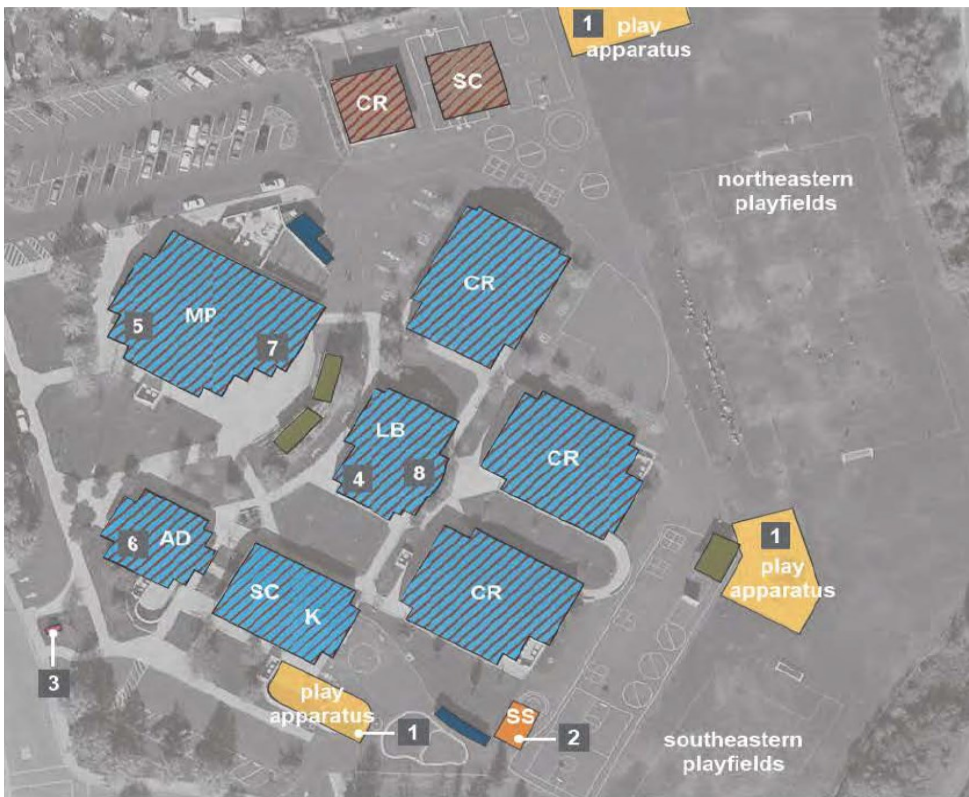 1 play
apparatus
CR
SC
northeastern
playfields
CR
MP
5
7
LB
4
8
CR
1
play
apparatus
6
AD
SC
K
CR
3
play
apparatus
1
SS
2
southeastern
playfields